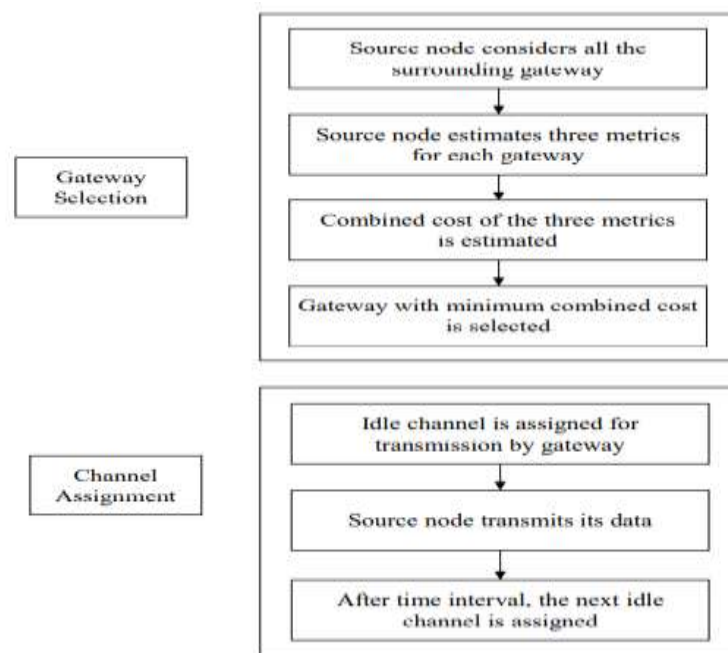 Source node considers all the
surrounding gateway
Source node estimates three metrics
for each gateway
Gateway
Selection
Combined cost of the three metrics
is estimated
Gateway with minimum combined cost
is selected
Idle channel is assigned for
transmission by gateway
Channel
Assignment
Source node transmits its data
After time interval, the next idle
channel is assigned